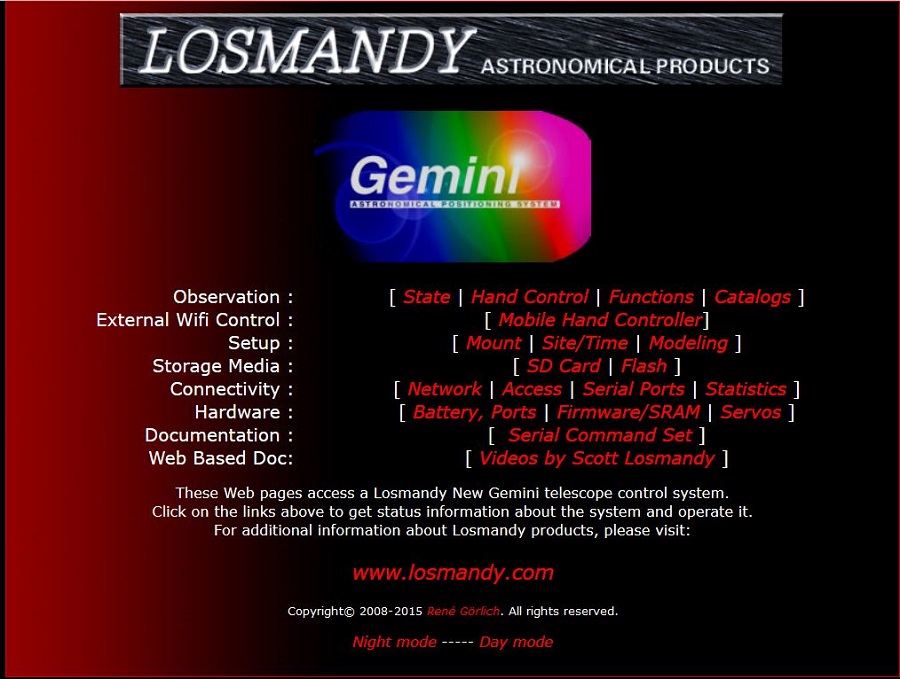 LOSMANDY ASTRONOMICAL PRODUCTS
Gemini
ASTRONOMICAL POSITIONING SYSTEM
Observation : [ State | Hand Control | Functions | Catalogs ]
External Wifi Control : [ Mobile Hand Controller]
Setup : [ Mount | Site/Time | Modeling ]
Storage Media : [ SD Card | Flash ]
Connectivity : [ Network | Access | Serial Ports | Statistics ]
Hardware : [ Battery, Ports | Firmware/SRAM | Servos ]
Documentation : [ Serial Command Set ]
Web Based Doc: [ Videos by Scott Losmandy ]
These Web pages access a Losmandy New Gemini telescope control system.
Click on the links above to get status information about the system and operate it.
For additional information about Losmandy products, please visit:
www.losmandy.com
Copyright© 2008-2015 René Görlich. All rights reserved.
Night mode ----- Day mode